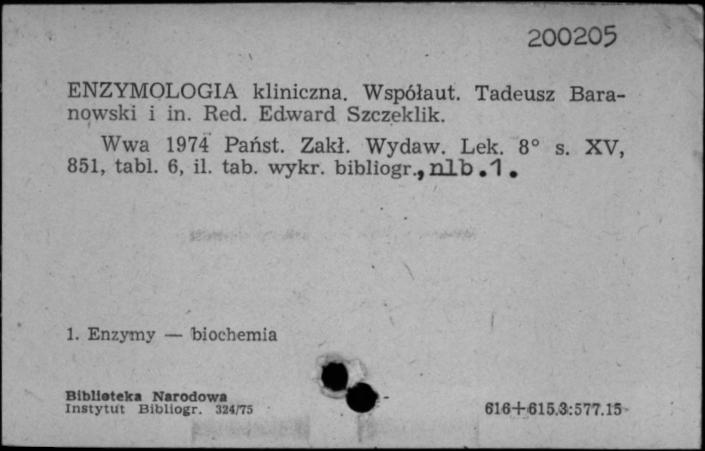 200205
ENZYMOLOGIA kliniczna. Współaut. Tadeusz Bara-
nowski i in. Red. Edward Szczeklik.
Wwa 1974 Państ. Zakł. Wydaw. Lek. 8° s. XV,
851, tabl. 6, il. tab. wykr. bibliogr., nlb.1.
1. Enzymy — biochemia
Biblioteka Narodowa
Instytut Bibliogr. 324/75
616+615.3:577.15